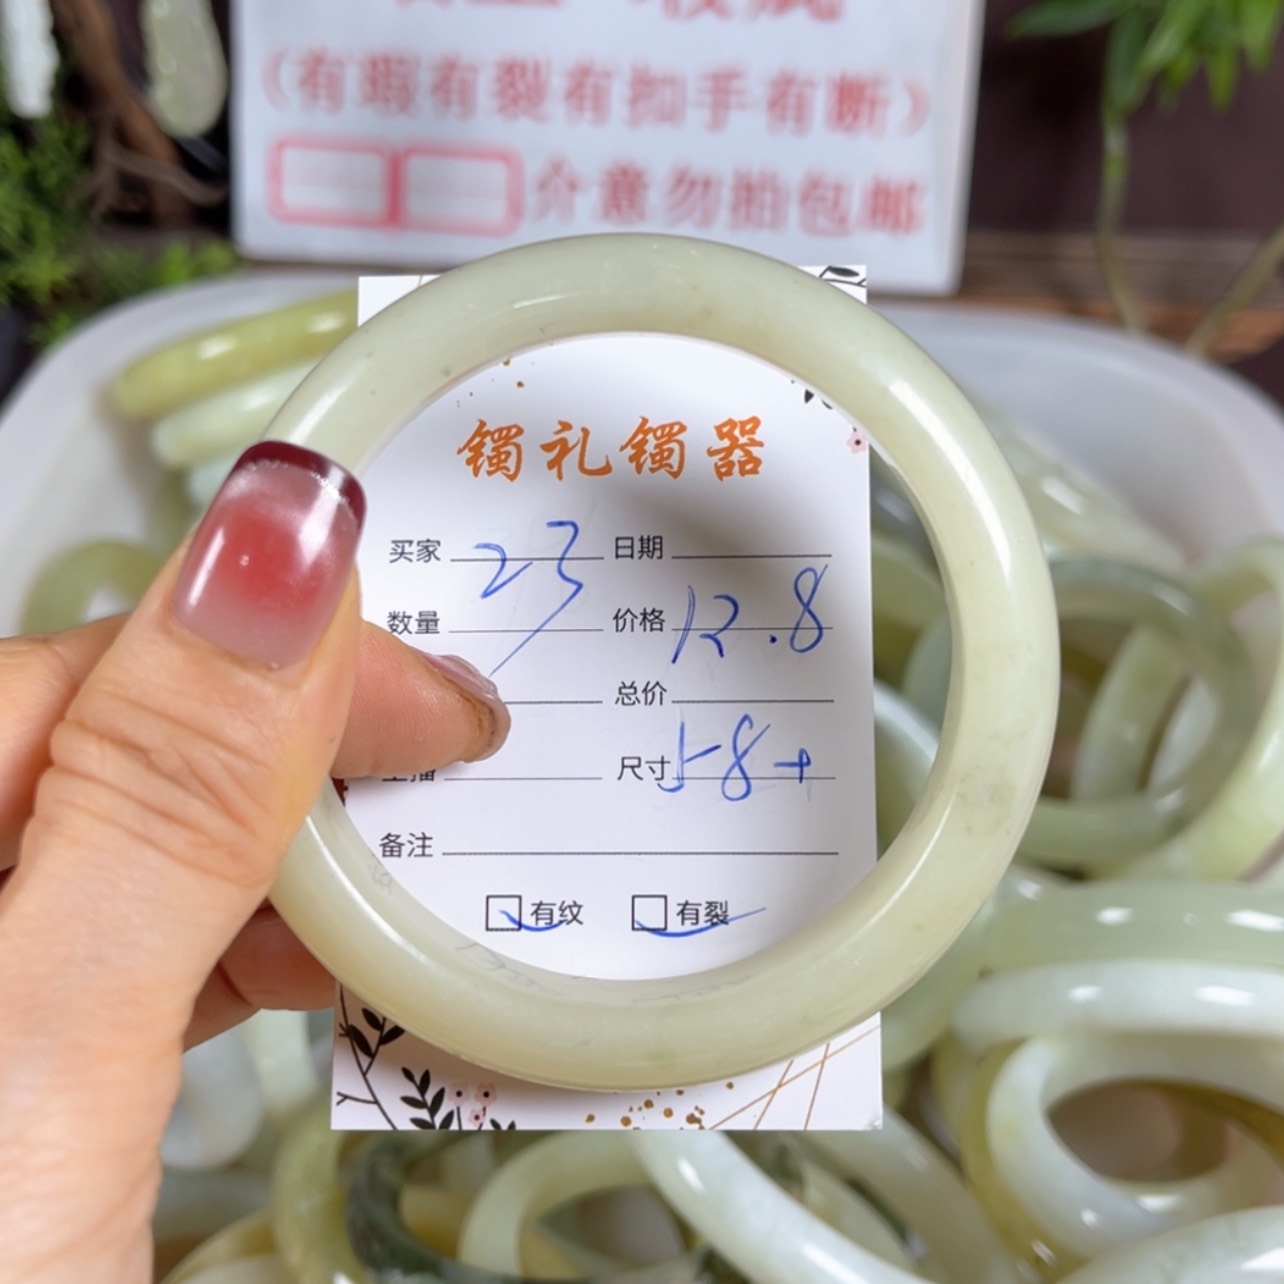 (有瑕有裂有扣手有断)
介意勿拍包邮
镯礼镯器
买家 23 日期
数量 价格 12.8
总价
尺寸 58+
备注
有纹 有裂